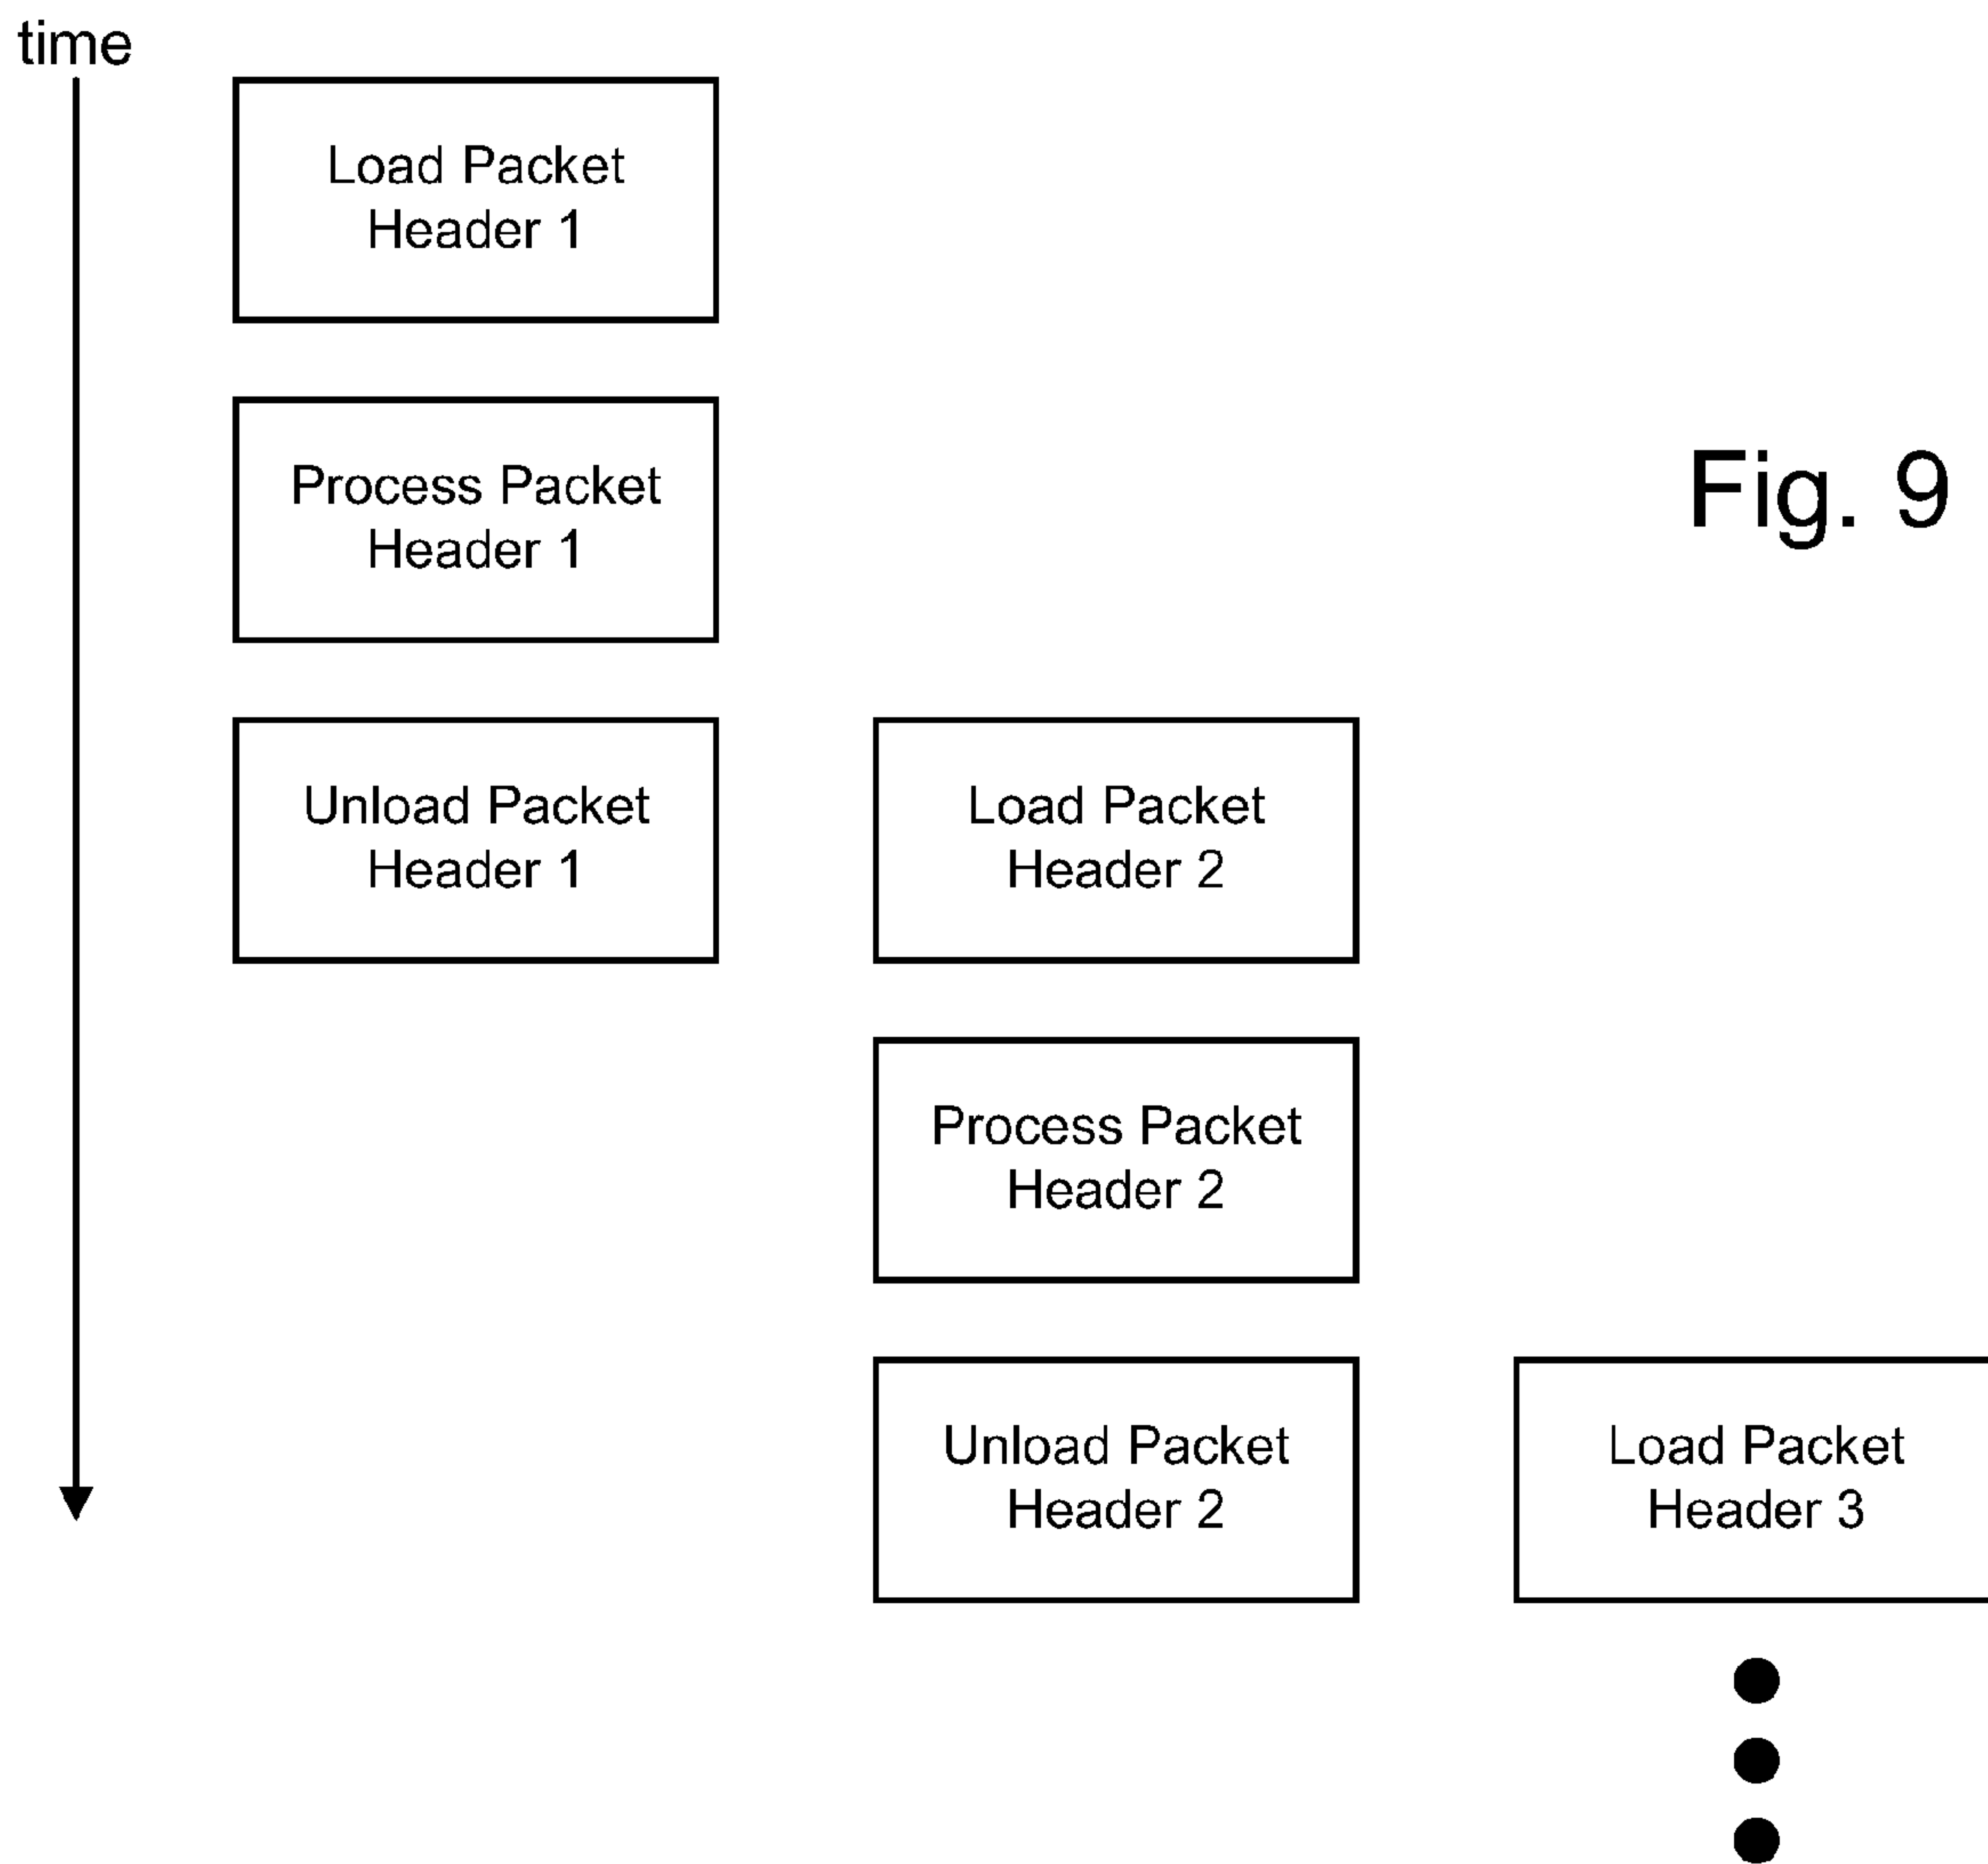 time
Load Packet
Header 1
Process Packet
Header 1
Fig. 9
Unload Packet
Header 1
Load Packet
Header 2
Process Packet
Header 2
Unload Packet
Header 2
Load Packet
Header 3